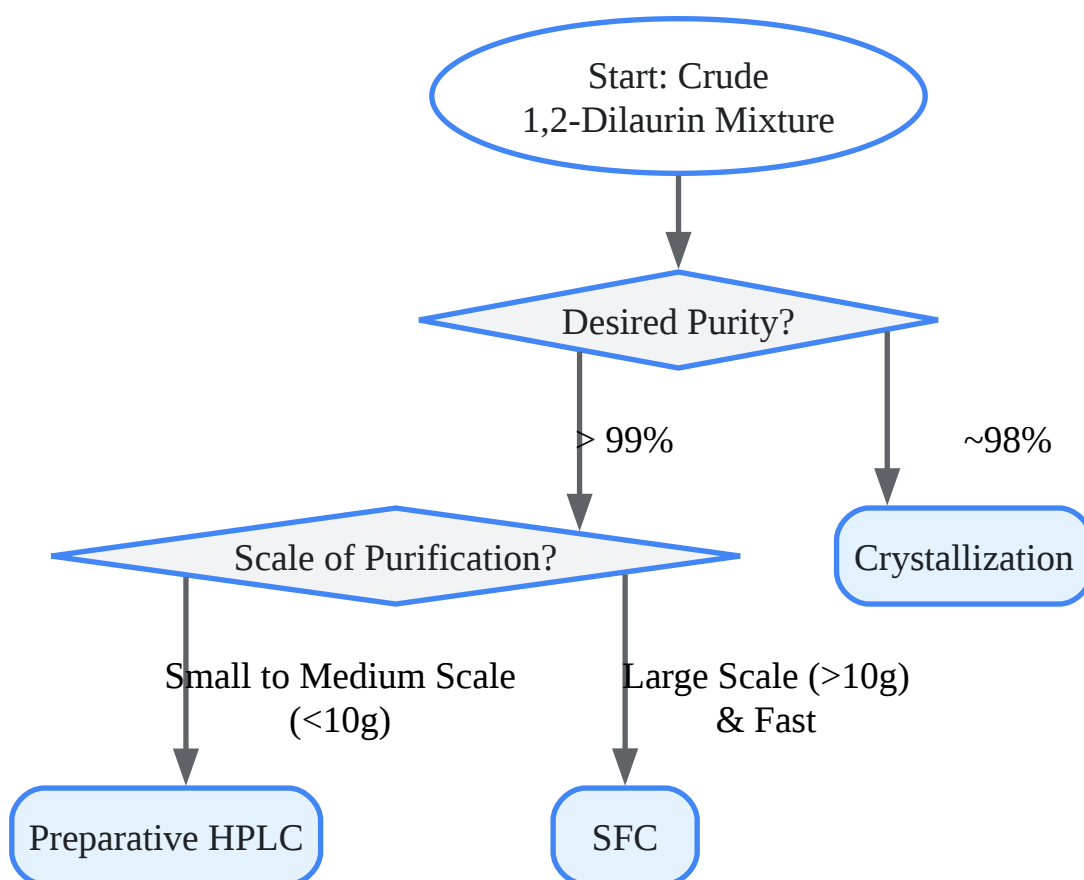 Start: Crude
1,2-Dilaurin Mixture
Desired Purity?
> 99%
~98%
Scale of Purification?
Crystallization
Small to Medium Scale
(<10g)
Large Scale (>10g)
& Fast
Preparative HPLC
SFC